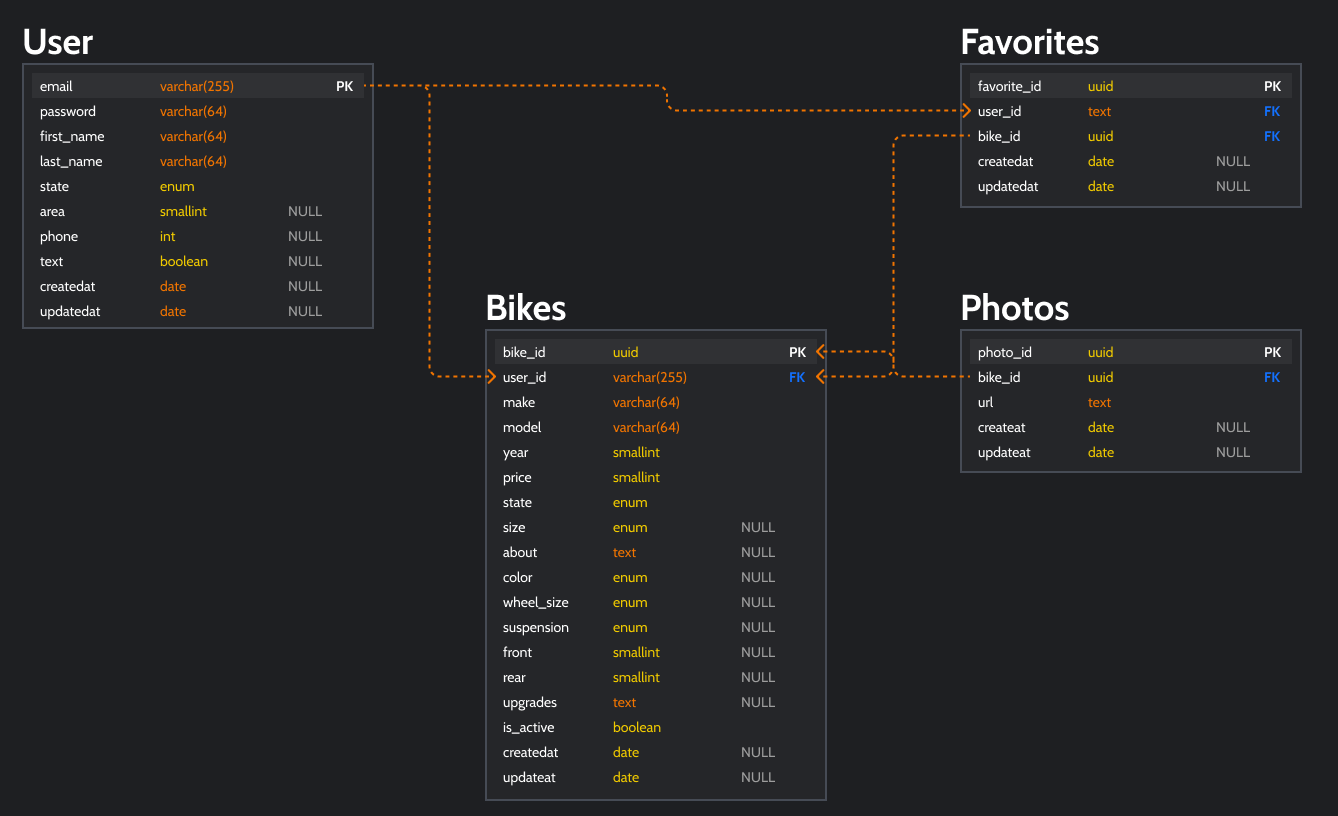 User
email varchar(255) PK
password varchar(64)
first_name varchar(64)
last_name varchar(64)
state enum
area smallint NULL
phone int NULL
text boolean NULL
createdat date NULL
updatedat date NULL
Favorites
favorite_id uuid PK
user_id text FK
bike_id uuid FK
createdat date NULL
updatedat date NULL
Bikes
bike_id uuid PK
user_id varchar(255) FK
make varchar(64)
model varchar(64)
year smallint
price smallint
state enum
size enum NULL
about text NULL
color enum NULL
wheel_size enum NULL
suspension enum NULL
front smallint NULL
rear smallint NULL
upgrades text NULL
is_active boolean
createdat date NULL
updateat date NULL
Photos
photo_id uuid PK
bike_id uuid FK
url text
createat date NULL
updateat date NULL